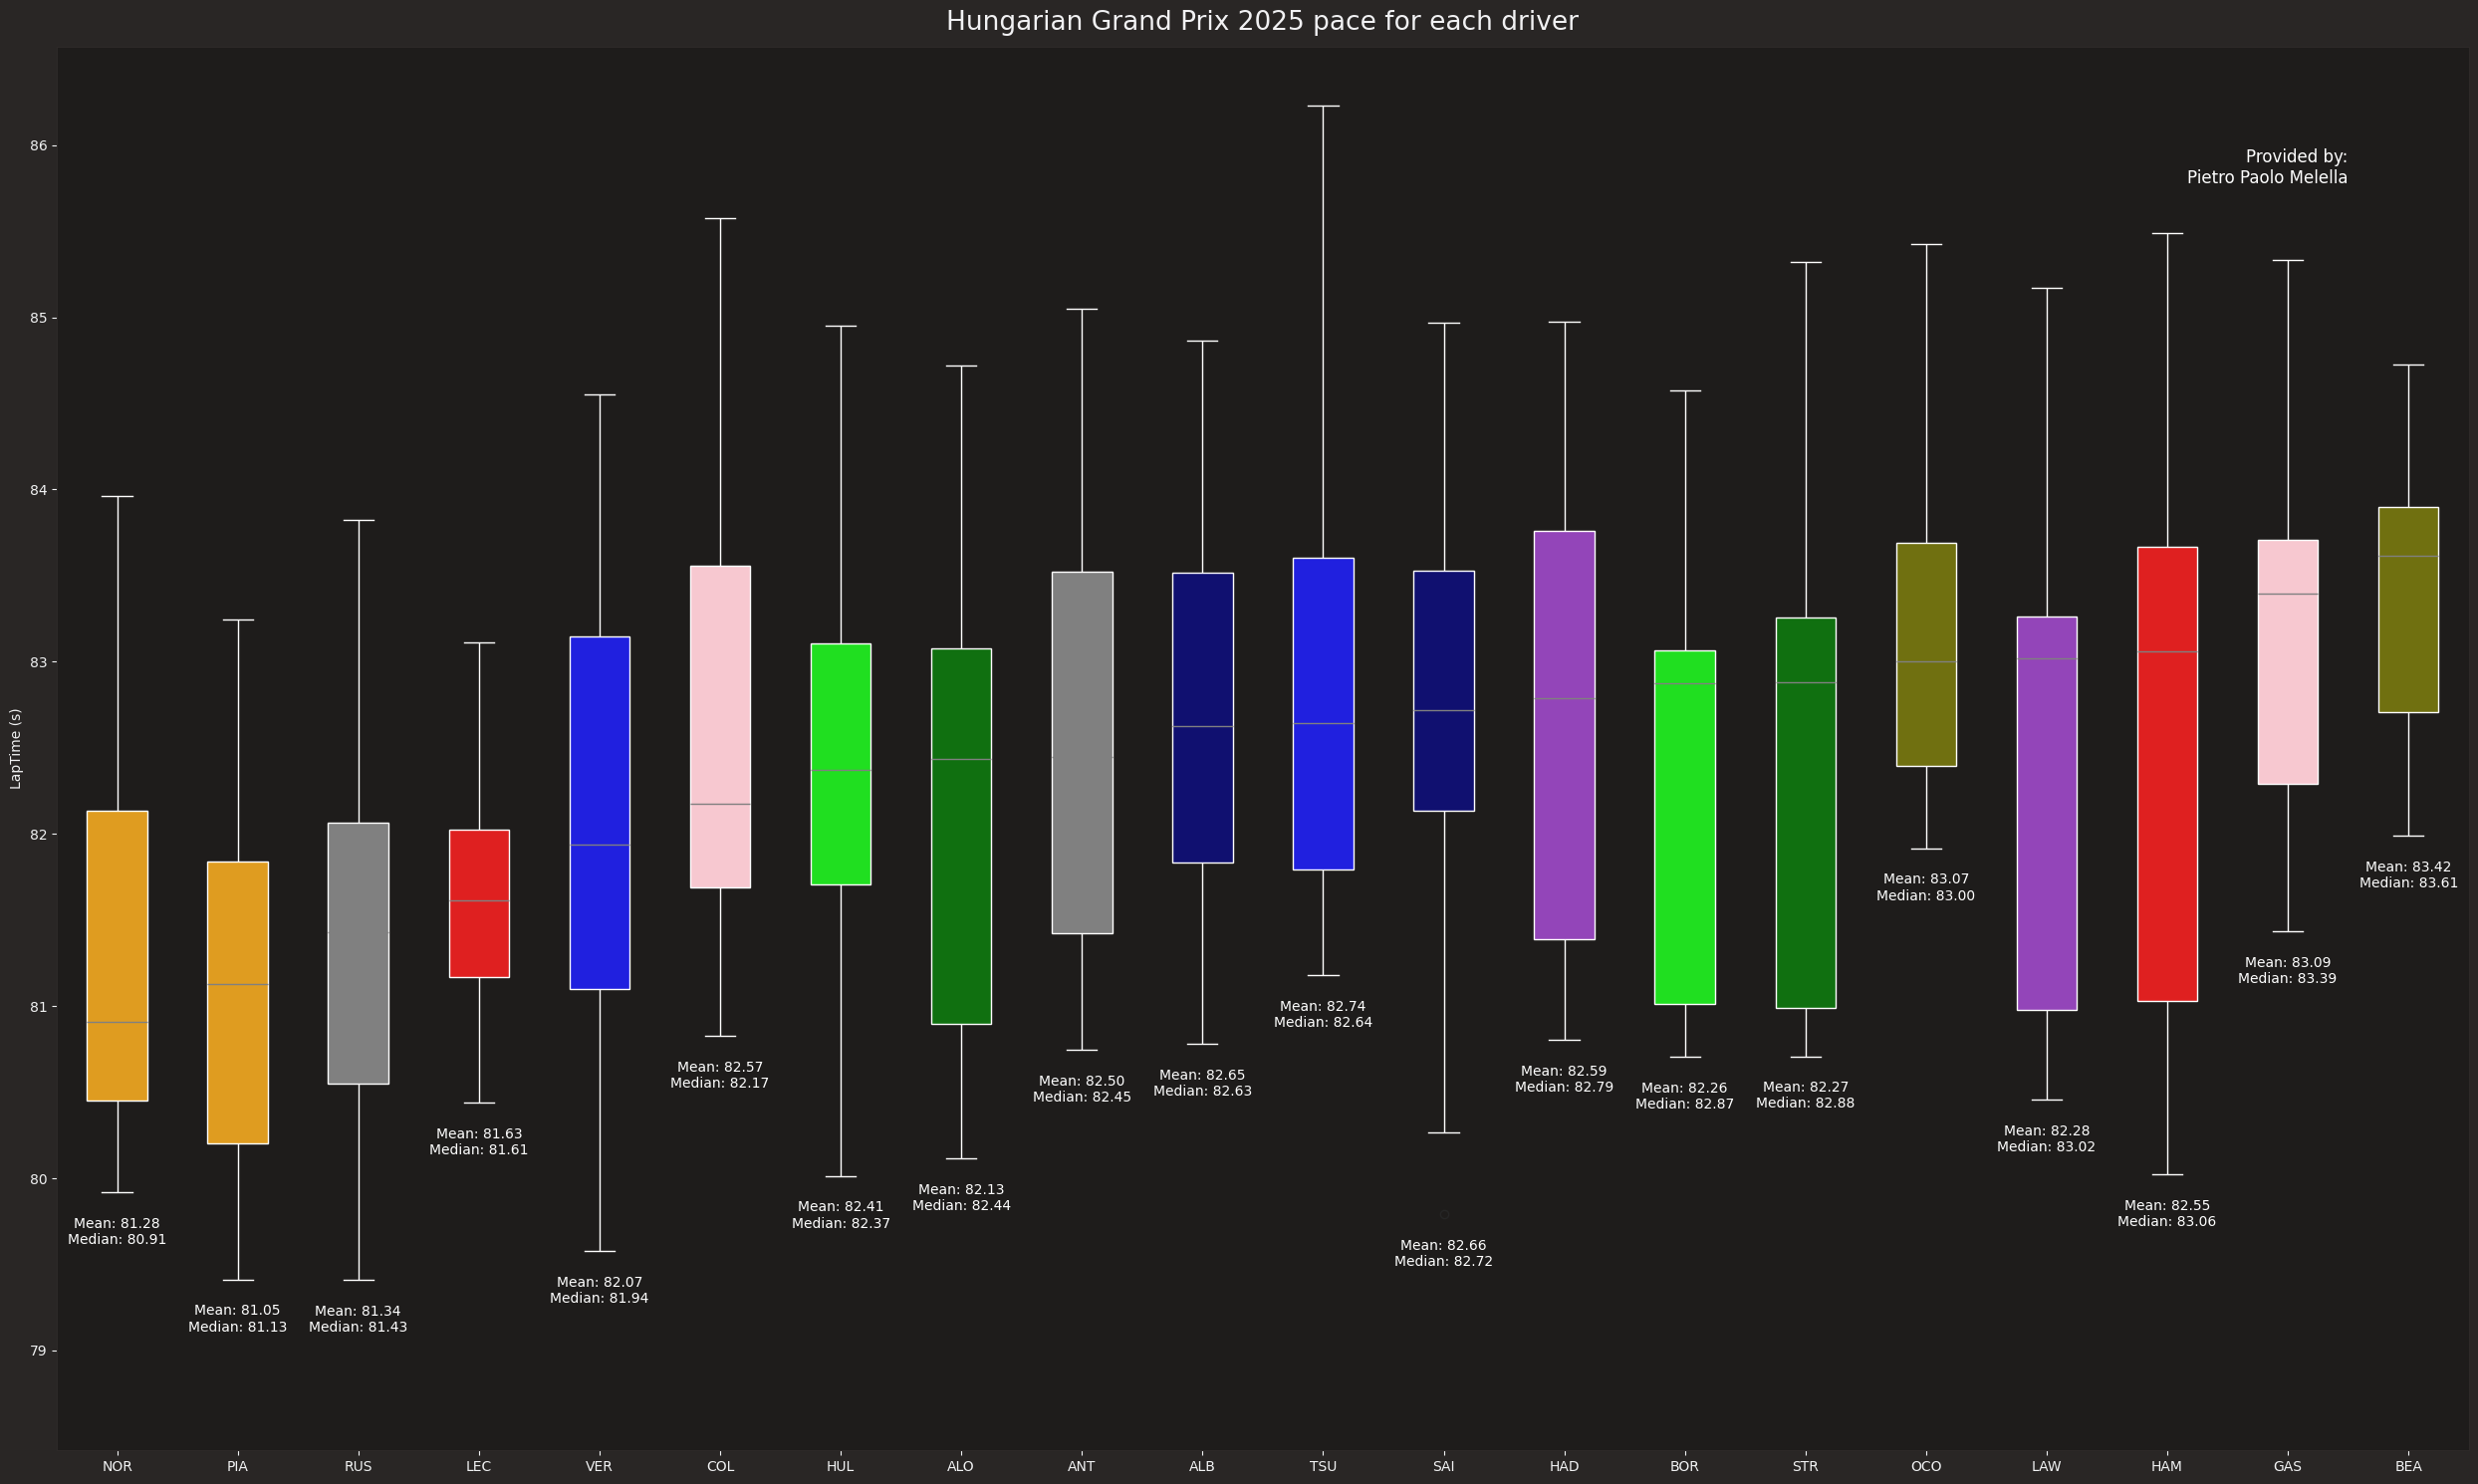 Hungarian Grand Prix 2025 pace for each driver
Provided by:
Pietro Paolo Melella
LapTime (s)
86
85
84
83
82
81
80
79
Mean: 81.28
Median: 80.91
Mean: 81.05
Median: 81.13
Mean: 81.34
Median: 81.43
Mean: 81.63
Median: 81.61
Mean: 82.07
Median: 81.94
Mean: 82.57
Median: 82.17
Mean: 82.41
Median: 82.37
Mean: 82.13
Median: 82.44
Mean: 82.50
Median: 82.45
Mean: 82.65
Median: 82.63
Mean: 82.74
Median: 82.64
Mean: 82.66
Median: 82.72
Mean: 82.59
Median: 82.79
Mean: 82.26
Median: 82.87
Mean: 82.27
Median: 82.88
Mean: 83.07
Median: 83.00
Mean: 82.28
Median: 83.02
Mean: 82.55
Median: 83.06
Mean: 83.09
Median: 83.39
Mean: 83.42
Median: 83.61
NOR PIA RUS LEC VER COL HUL ALO ANT ALB TSU SAI HAD BOR STR OCO LAW HAM GAS BEA